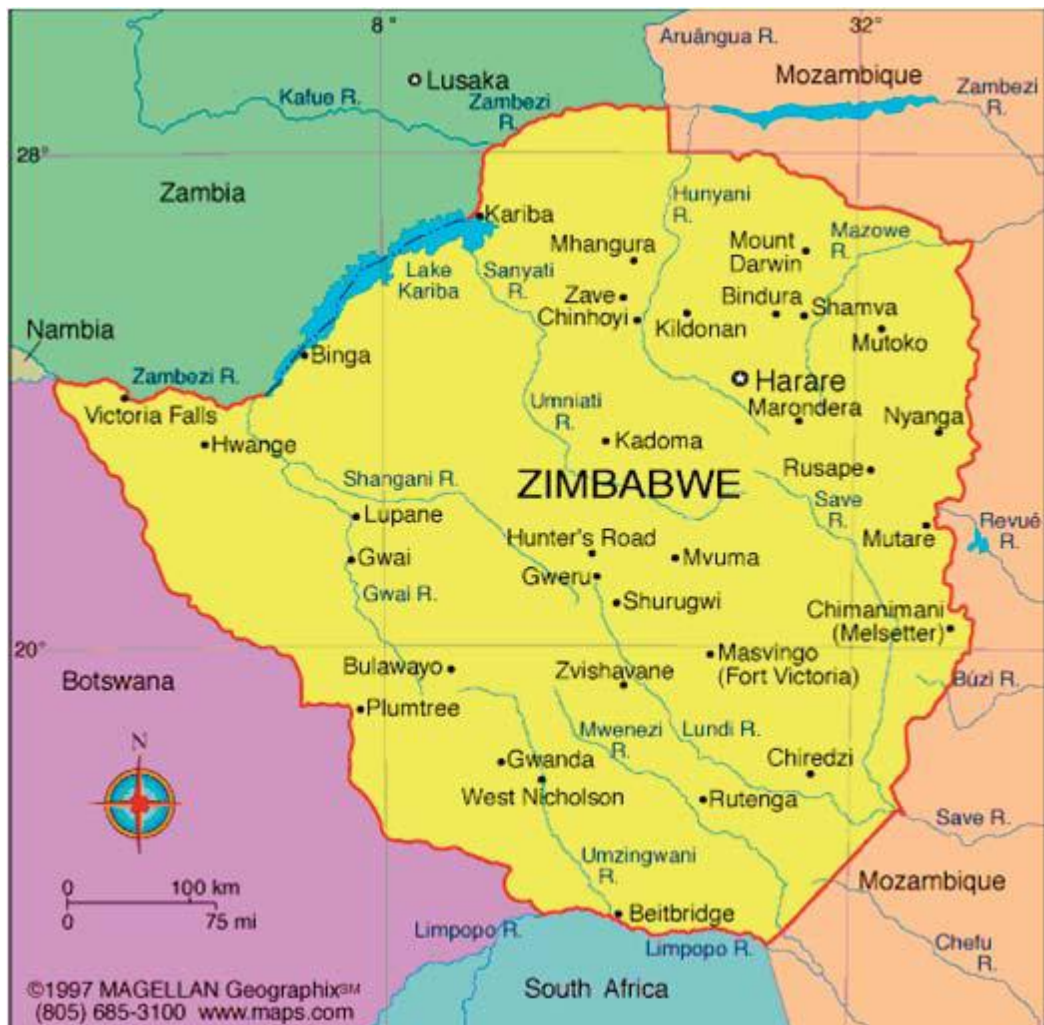 8°
32°
Aruângua R.
Lusaka
Mozambique
Kafue R.
Zambezi
R.
Zambezi
R.
28°
Zambia
Hunyani
R.
Kariba
Mhangura
Mount
Darwin
Mazowe
R.
Lake
Kariba
Sanyati
R.
Zave
Bindura
Shamva
Chinhoyi
Kildonan
Nambia
Mutoko
Binga
Zambezi R.
Harare
Victoria Falls
Umniati
R.
Marondera
Nyanga
Hwange
Kadoma
Shangani R.
ZIMBABWE
Rusape
Save
R.
Lupane
Revuê
R.
Hunter's Road
Mutare
Gwai
Mvuma
Gweru
Gwai R.
Shurugwi
Chimanimani
(Melsetter)
20°
Bulawayo
Zvishavane
Masvingo
(Fort Victoria)
Botswana
Búzi R.
Plumtree
Mwenezi
R.
Lundi R.
N
Gwanda
Chiredzi
West Nicholson
Rutenga
Save R.
Umzingwani
R.
0 100 km
0 75 mi
Mozambique
Beitbridge
Limpopo R.
Limpopo R.
Chefu
R.
South Africa
©1997 MAGELLAN Geographix℠
(805) 685-3100 www.maps.com